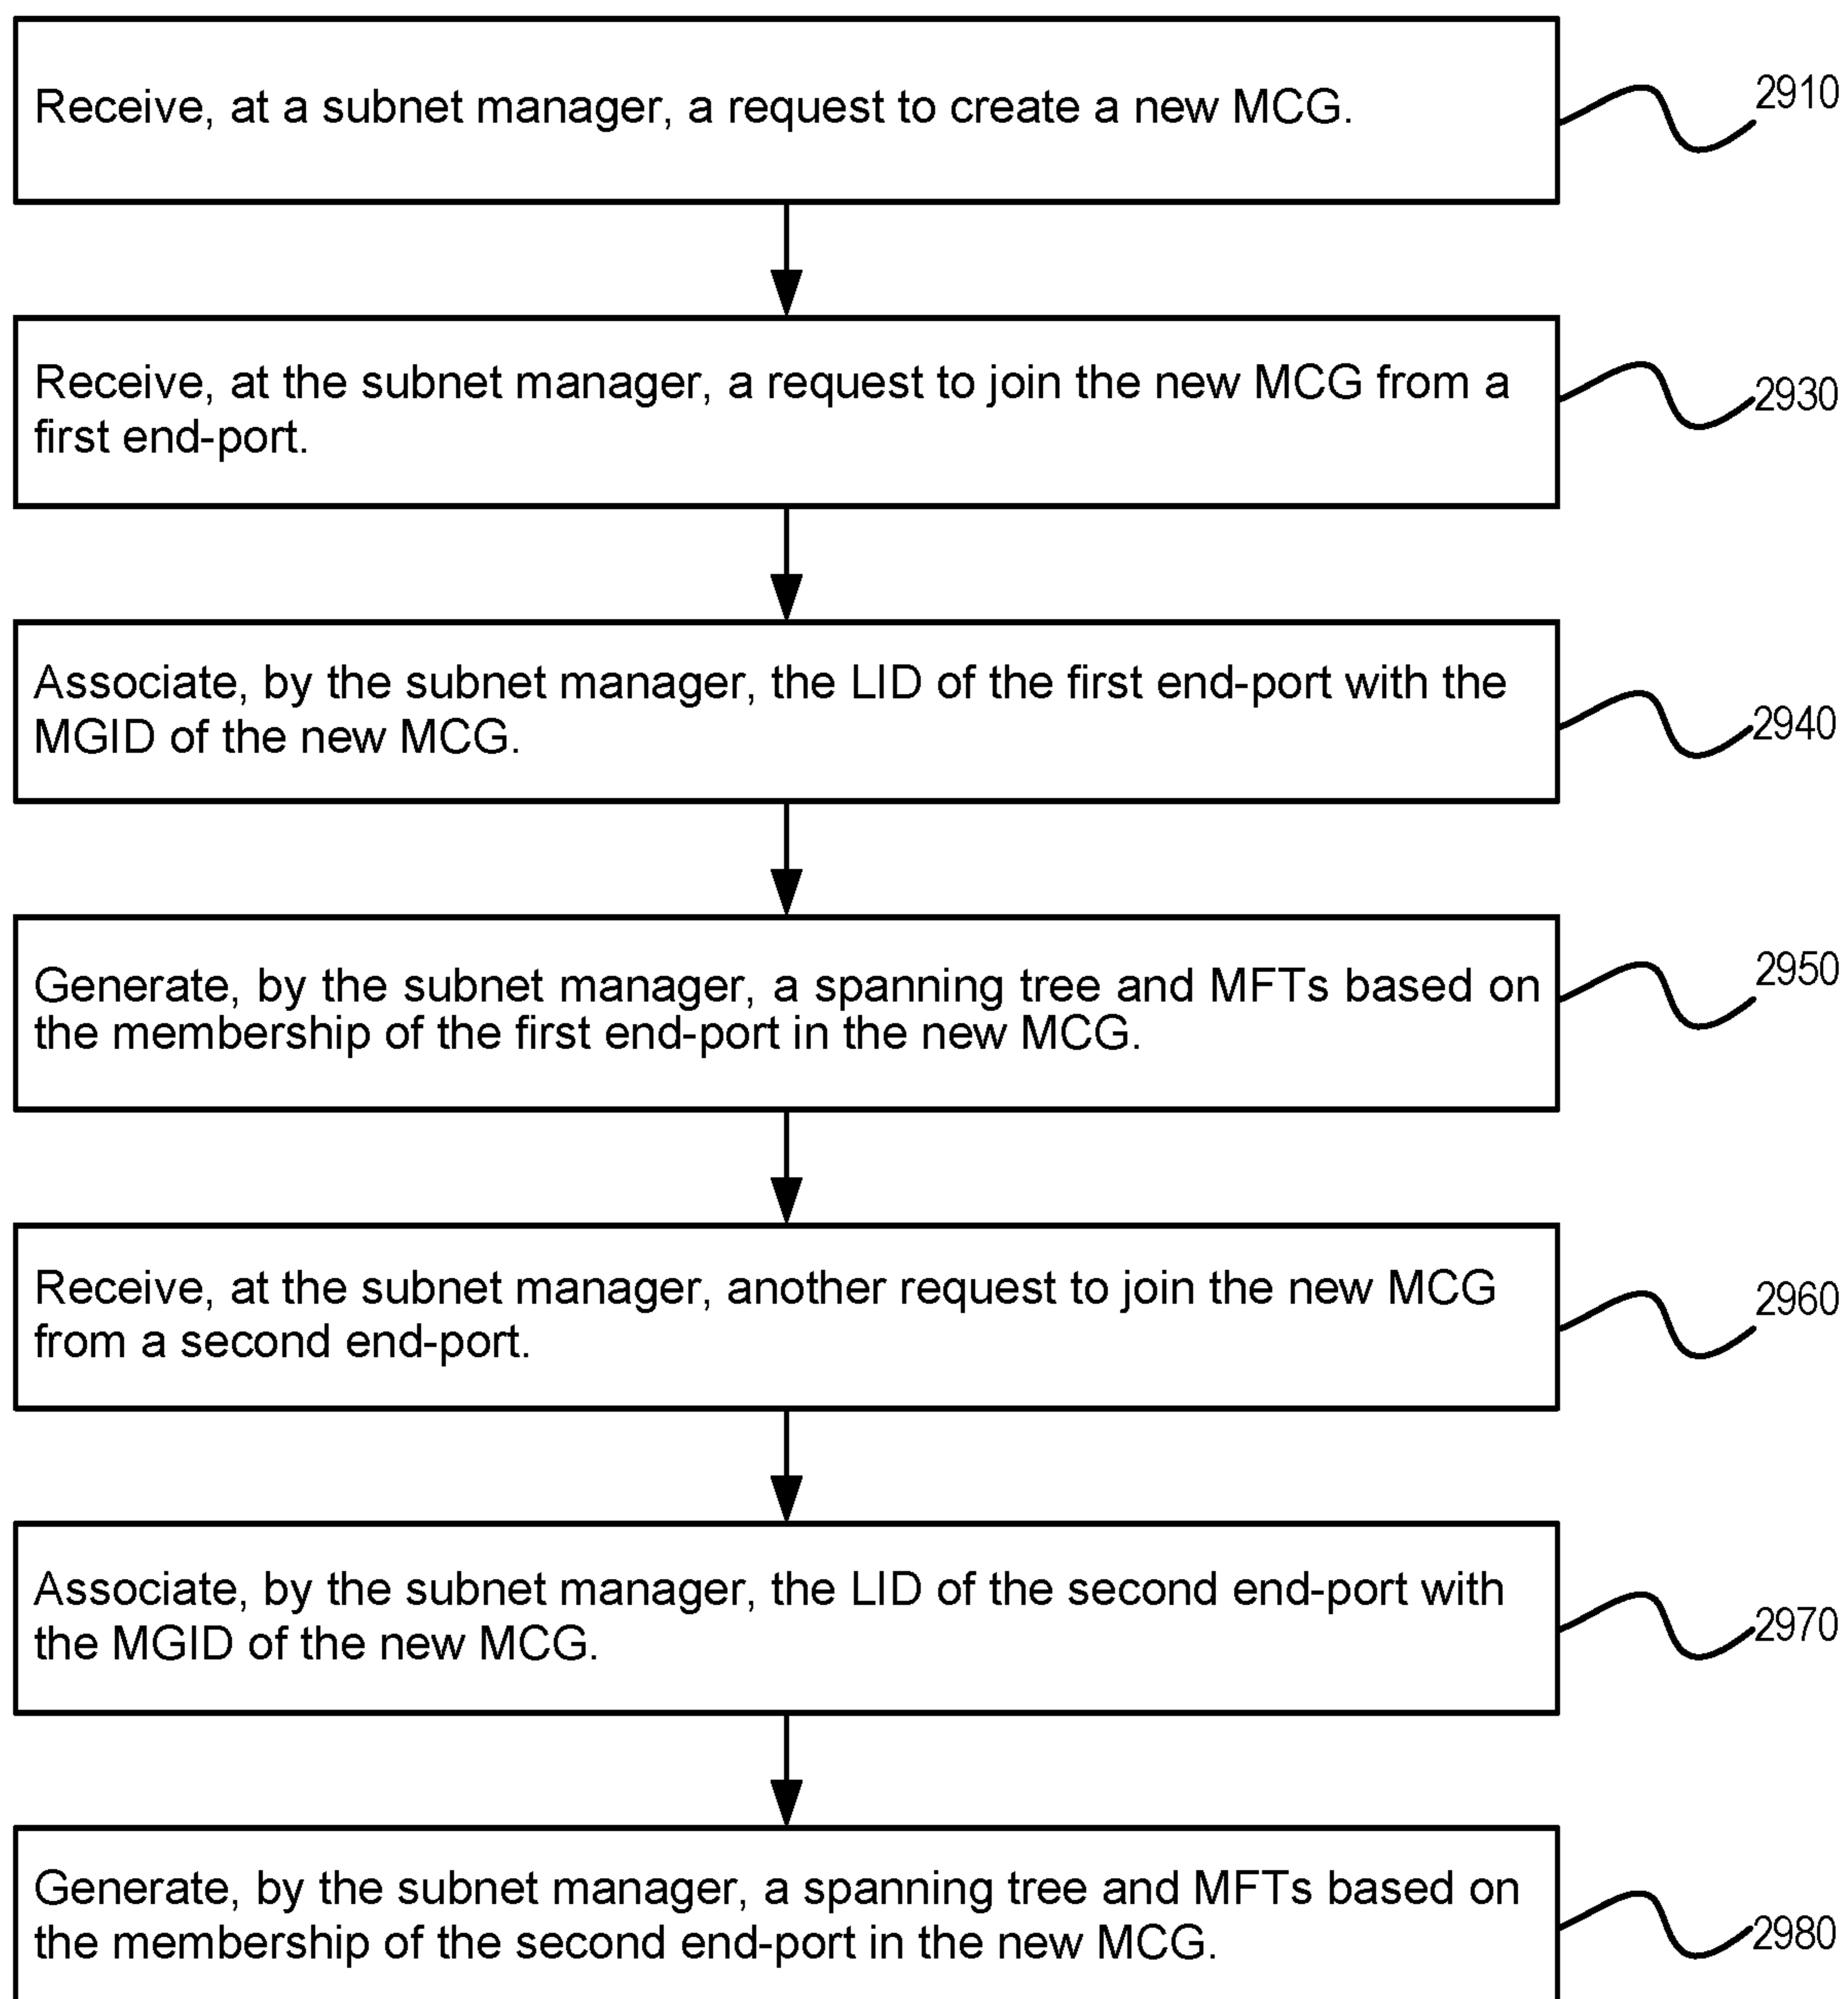 Receive, at a subnet manager, a request to create a new MCG.
2910
Receive, at the subnet manager, a request to join the new MCG from a
first end-port.
2930
Associate, by the subnet manager, the LID of the first end-port with the
MGID of the new MCG.
2940
Generate, by the subnet manager, a spanning tree and MFTs based on
the membership of the first end-port in the new MCG.
2950
Receive, at the subnet manager, another request to join the new MCG
from a second end-port.
2960
Associate, by the subnet manager, the LID of the second end-port with
the MGID of the new MCG.
2970
Generate, by the subnet manager, a spanning tree and MFTs based on
the membership of the second end-port in the new MCG.
2980